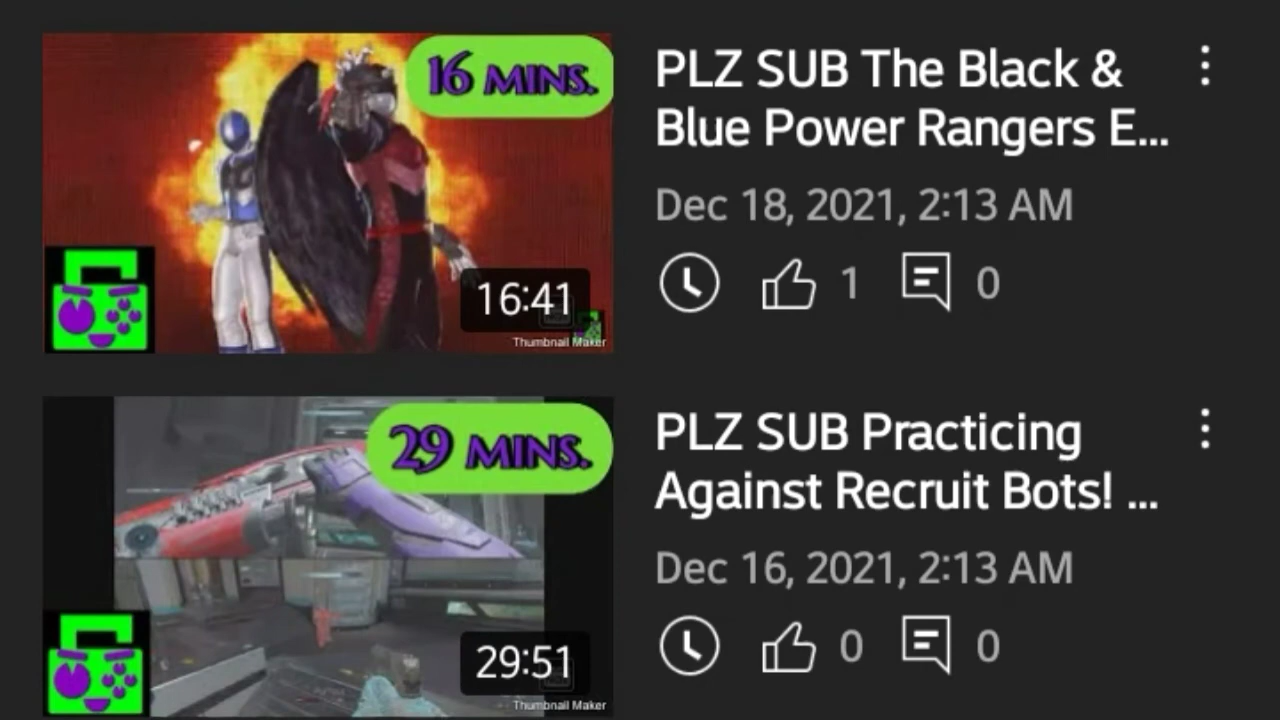 16 MINS.
16:41
Thumbnail Maker
PLZ SUB The Black &
Blue Power Rangers E...
Dec 18, 2021, 2:13 AM
1 0
29 MINS.
29:51
Thumbnail Maker
PLZ SUB Practicing
Against Recruit Bots! ...
Dec 16, 2021, 2:13 AM
0 0